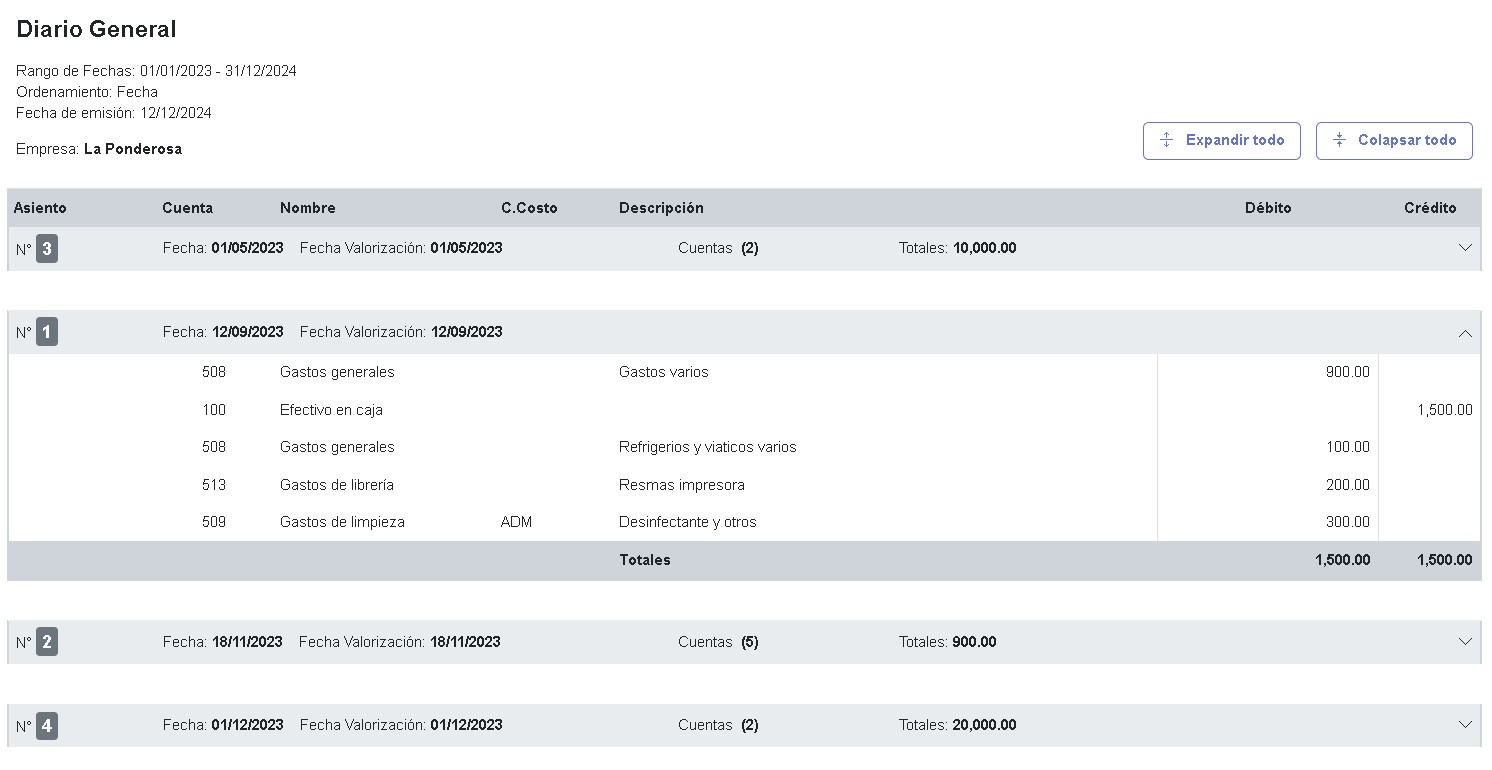 Diario General
Rango de Fechas: 01/01/2023 - 31/12/2024
Ordenamiento: Fecha
Fecha de emisión: 12/12/2024
Empresa: La Ponderosa
Expandir todo Colapsar todo
Asiento Cuenta Nombre C.Costo Descripción Débito Crédito
N° 3 Fecha: 01/05/2023 Fecha Valorización: 01/05/2023 Cuentas (2) Totales: 10,000.00
N° 1 Fecha: 12/09/2023 Fecha Valorización: 12/09/2023
508 Gastos generales Gastos varios 900.00
100 Efectivo en caja 1,500.00
508 Gastos generales Refrigerios y viaticos varios 100.00
513 Gastos de librería Resmas impresora 200.00
509 Gastos de limpieza ADM Desinfectante y otros 300.00
Totales 1,500.00 1,500.00
N° 2 Fecha: 18/11/2023 Fecha Valorización: 18/11/2023 Cuentas (5) Totales: 900.00
N° 4 Fecha: 01/12/2023 Fecha Valorización: 01/12/2023 Cuentas (2) Totales: 20,000.00